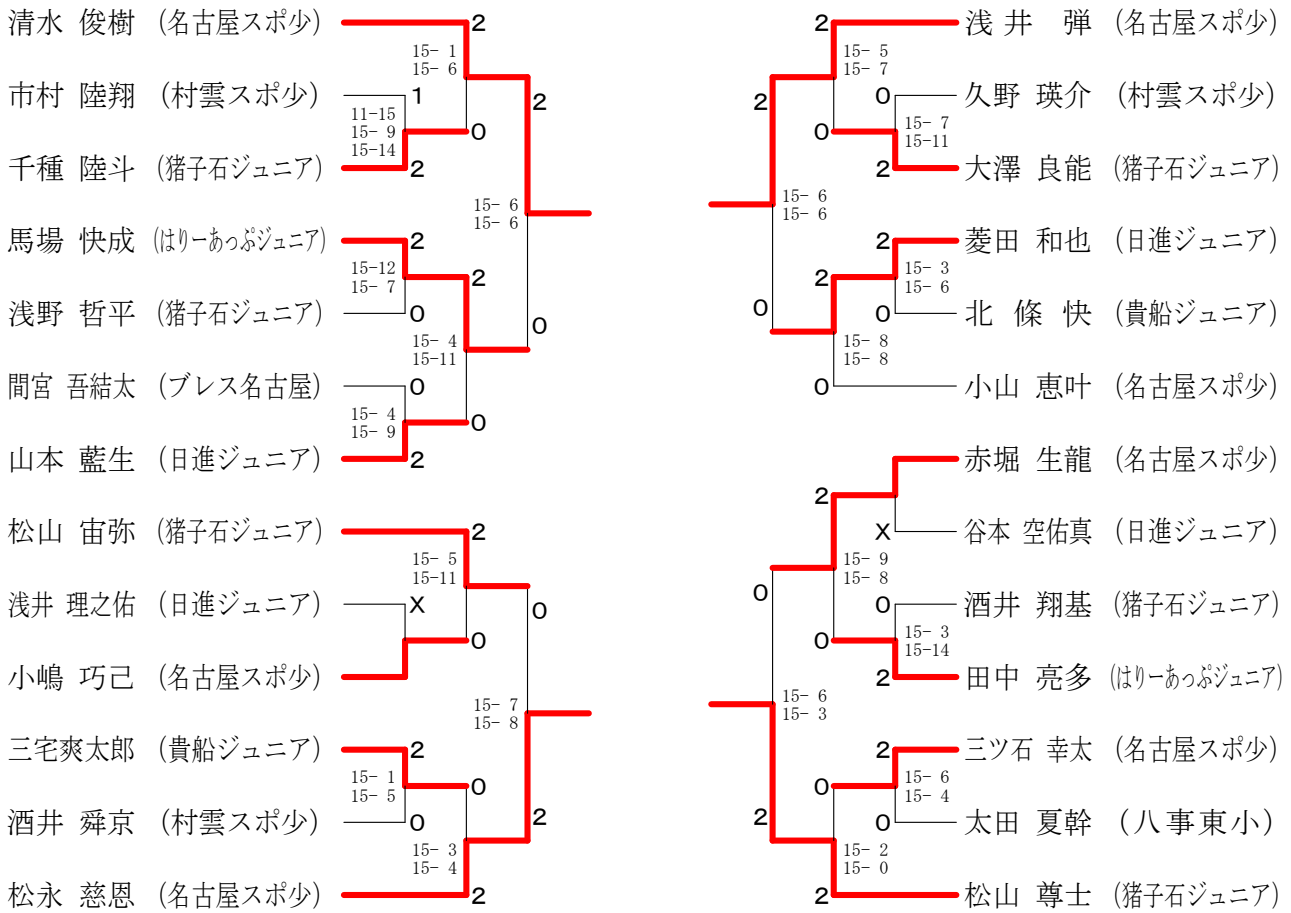 清水 俊樹 (名古屋スポ少)
2
15- 1
15- 6
市村 陸翔 (村雲スポ少)
1
2
11-15
15- 9
15-14
0
千種 陸斗 (猪子石ジュニア)
2
15- 6
15- 6
馬場 快成 (はりーあっぷジュニア)
2
15-12
15- 7
2
浅野 哲平 (猪子石ジュニア)
0
0
15- 4
15-11
間宮 吾結太 (ブレス名古屋)
0
15- 4
15- 9
0
山本 藍生 (日進ジュニア)
2
松山 宙弥 (猪子石ジュニア)
2
15- 5
15-11
浅井 理之佑 (日進ジュニア)
X
0
0
小嶋 巧己 (名古屋スポ少)
15- 7
15- 8
三宅爽太郎 (貴船ジュニア)
2
15- 1
15- 5
0
酒井 舜京 (村雲スポ少)
0
2
15- 3
15- 4
松永 慈恩 (名古屋スポ少)
2
2
浅井 弾 (名古屋スポ少)
15- 5
15- 7
2
0
久野 瑛介 (村雲スポ少)
15- 7
15-11
0
2
大澤 良能 (猪子石ジュニア)
15- 6
15- 6
2
菱田 和也 (日進ジュニア)
2
15- 3
15- 6
0
0
北條 快 (貴船ジュニア)
15- 8
15- 8
0
小山 恵叶 (名古屋スポ少)
赤堀 生龍 (名古屋スポ少)
2
X
谷本 空佑真 (日進ジュニア)
15- 9
15- 8
0
0
酒井 翔基 (猪子石ジュニア)
15- 3
15-14
0
2
田中 亮多 (はりーあっぷジュニア)
15- 6
15- 3
2
三ツ石 幸太 (名古屋スポ少)
0
15- 6
15- 4
2
0
太田 夏幹 (八事東小)
15- 2
15- 0
2
松山 尊士 (猪子石ジュニア)